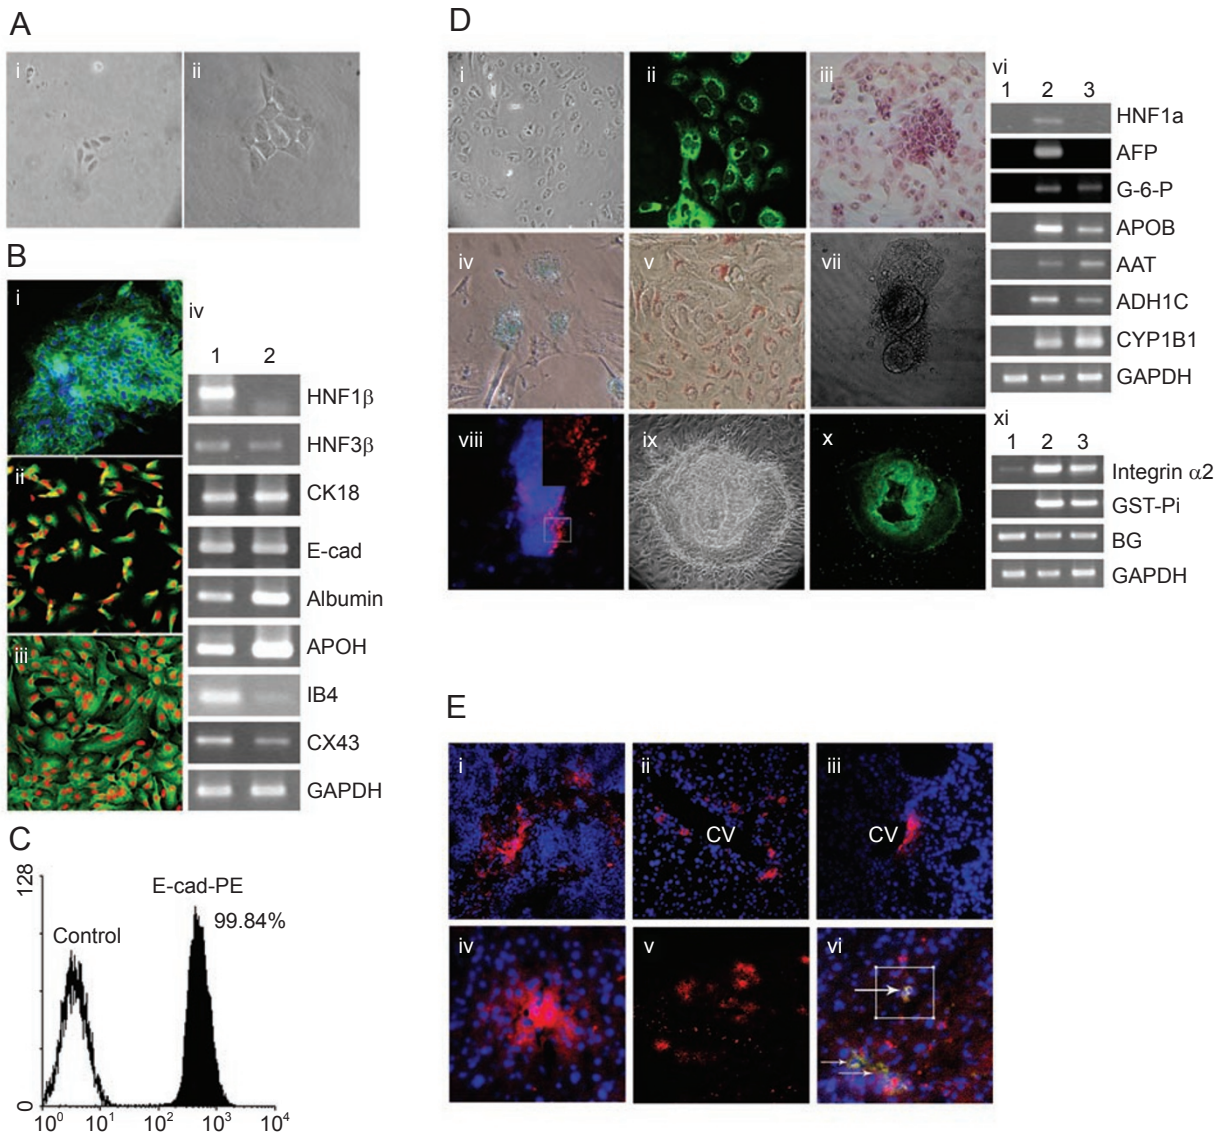 A
i
ii
B
i
ii
iii
iv
1 2
HNF1β
HNF3β
CK18
E-cad
Albumin
APOH
IB4
CX43
GAPDH
C
128
0
Control
E-cad-PE
99.84%
10⁰ 10¹ 10² 10³ 10⁴
D
i
ii
iii
iv
v
vii
viii
ix
x
vi
1 2 3
HNF1a
AFP
G-6-P
APOB
AAT
ADH1C
CYP1B1
GAPDH
xi
1 2 3
Integrin α2
GST-Pi
BG
GAPDH
E
i
ii
CV
iii
CV
iv
v
vi